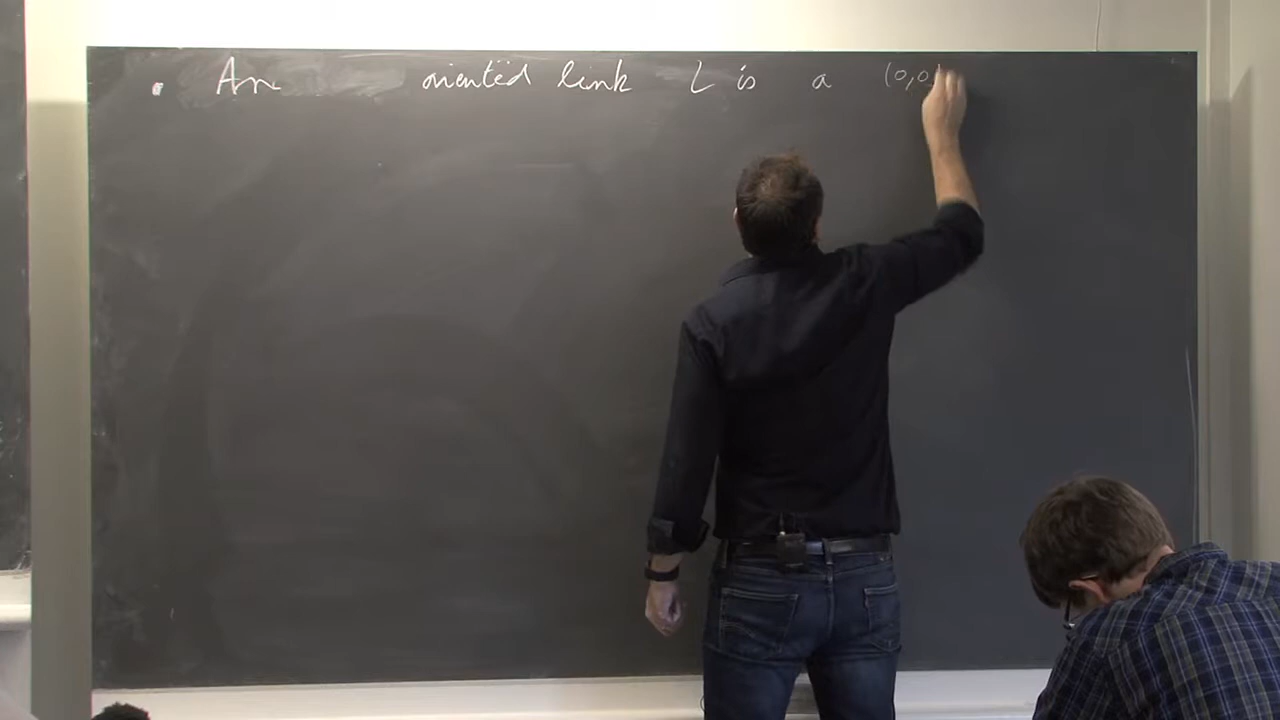 • An oriented link L is a (0,0)